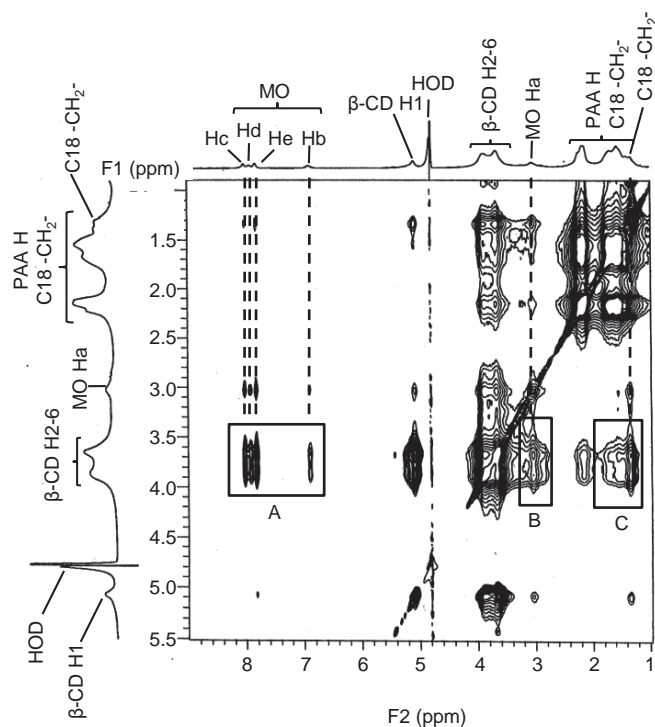 MO
Hc Hd He Hb
β-CD H1
HOD
β-CD H2-6
MO Ha
PAA H
C18 -CH2-
C18 -CH2-
F1 (ppm)
C18 -CH2-
PAA H
C18 -CH2-
MO Ha
β-CD H2-6
HOD
β-CD H1
1.5
2.0
2.5
3.0
3.5
4.0
4.5
5.0
5.5
A
B
C
8 7 6 5 4 3 2 1
F2 (ppm)